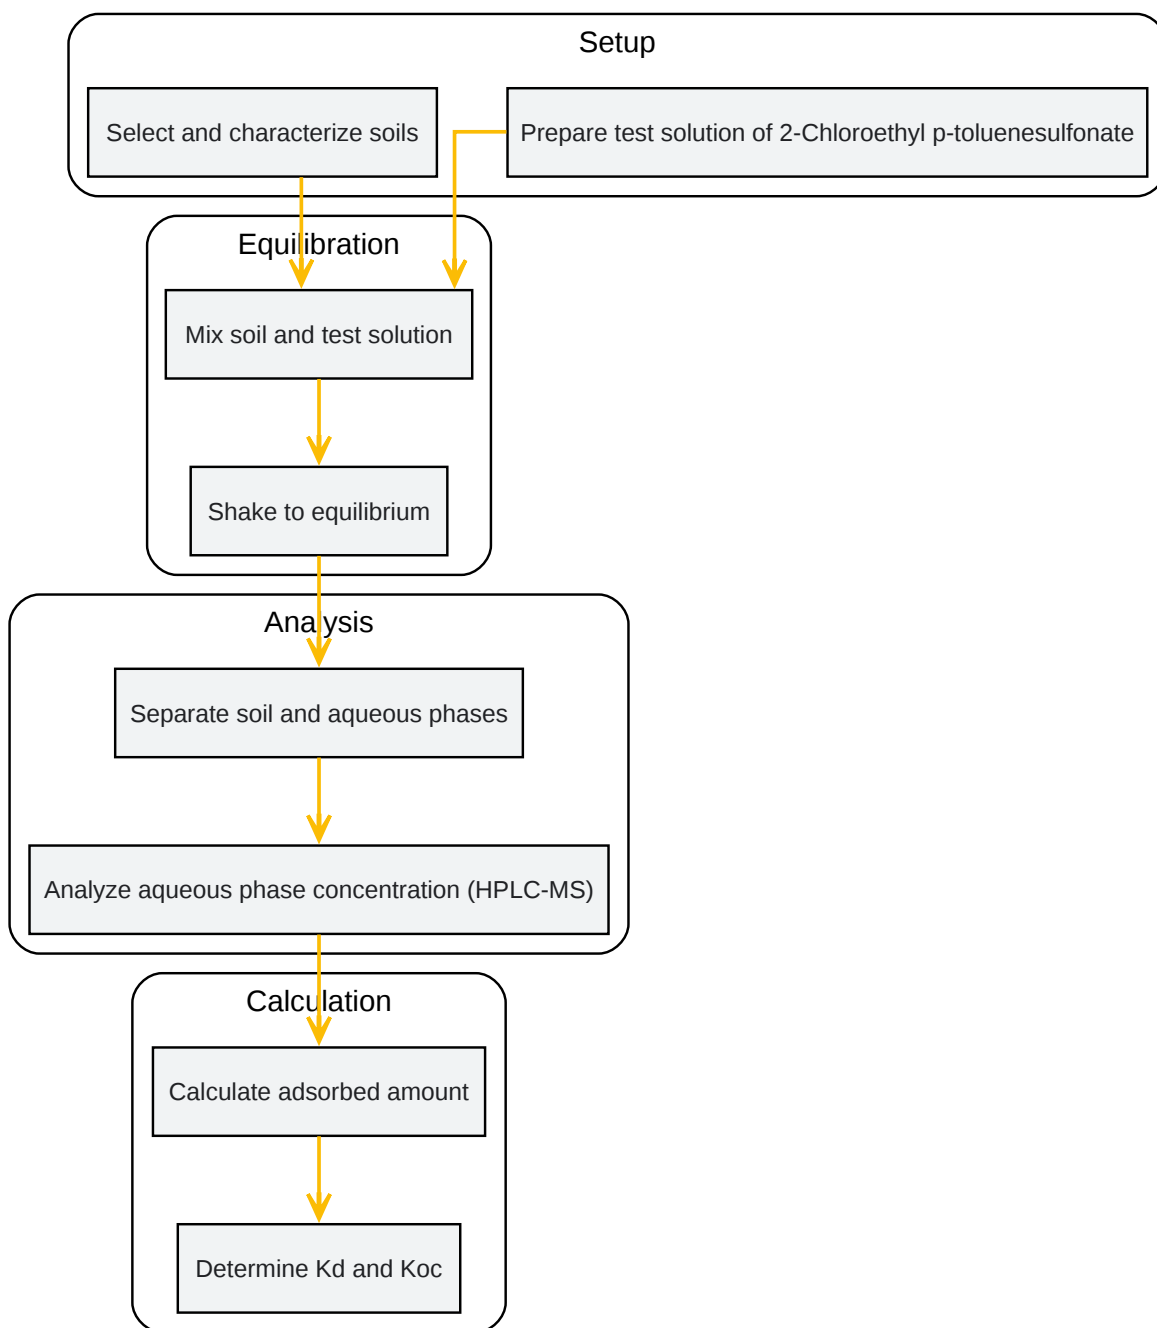 Setup
Select and characterize soils
Prepare test solution of 2-Chloroethyl p-toluenesulfonate
Equilibration
Mix soil and test solution
Shake to equilibrium
Analysis
Separate soil and aqueous phases
Analyze aqueous phase concentration (HPLC-MS)
Calculation
Calculate adsorbed amount
Determine Kd and Koc